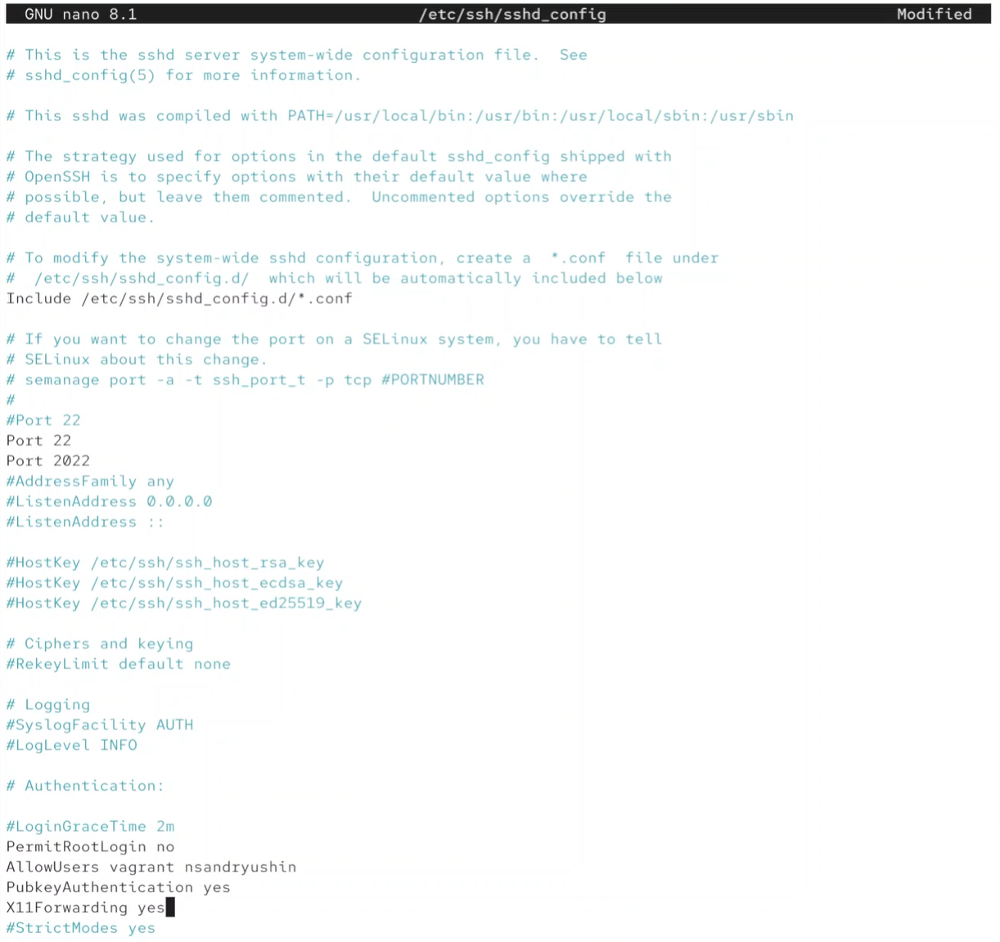 GNU nano 8.1 /etc/ssh/sshd_config Modified
# This is the sshd server system-wide configuration file.  See
# sshd_config(5) for more information.
# This sshd was compiled with PATH=/usr/local/bin:/usr/bin:/usr/local/sbin:/usr/sbin
# The strategy used for options in the default sshd_config shipped with
# OpenSSH is to specify options with their default value where
# possible, but leave them commented.  Uncommented options override the
# default value.
# To modify the system-wide sshd configuration, create a  *.conf  file under
#  /etc/ssh/sshd_config.d/  which will be automatically included below
Include /etc/ssh/sshd_config.d/*.conf
# If you want to change the port on a SELinux system, you have to tell
# SELinux about this change.
# semanage port -a -t ssh_port_t -p tcp #PORTNUMBER
#
#Port 22
Port 22
Port 2022
#AddressFamily any
#ListenAddress 0.0.0.0
#ListenAddress ::
#HostKey /etc/ssh/ssh_host_rsa_key
#HostKey /etc/ssh/ssh_host_ecdsa_key
#HostKey /etc/ssh/ssh_host_ed25519_key
# Ciphers and keying
#RekeyLimit default none
# Logging
#SyslogFacility AUTH
#LogLevel INFO
# Authentication:
#LoginGraceTime 2m
PermitRootLogin no
AllowUsers vagrant nsandryushin
PubkeyAuthentication yes
X11Forwarding yes
#StrictModes yes